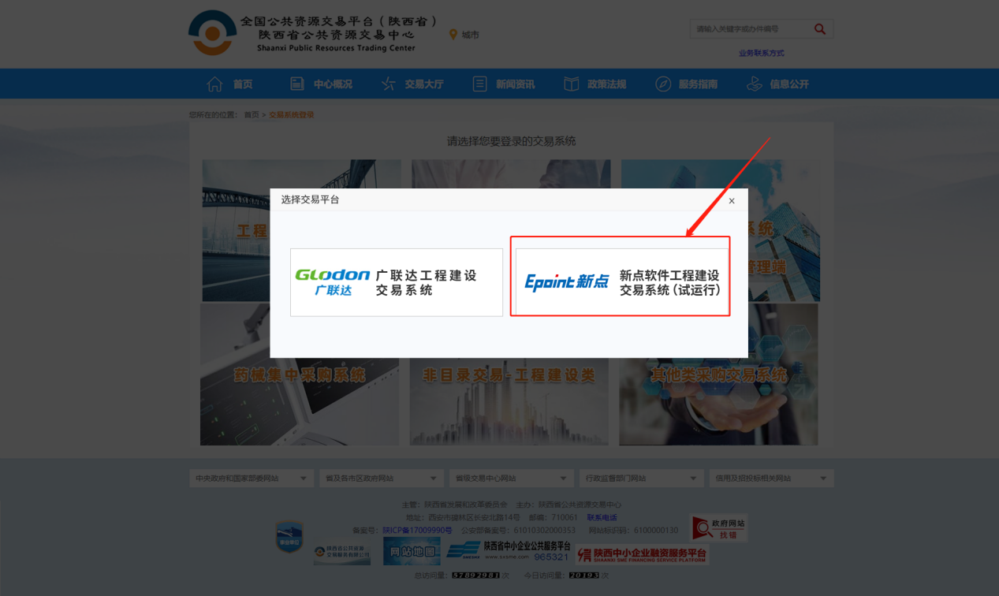 全国公共资源交易平台（陕西省）
陕西省公共资源交易中心
Shaanxi Public Resources Trading Center
城市
请输入关键字或办件编号
业务联系方式
首页 中心概况 交易大厅 新闻资讯 政策法规 服务指南 信息公开
您所在的位置： 首页 > 交易系统登录
请选择您要登录的交易系统
选择交易平台 x
工程
系统
管理端
Glodon 广联达
广联达工程建设
交易系统
Epoint 新点
新点软件工程建设
交易系统（试运行）
药械集中采购系统
非目录交易-工程建设类
其他类采购交易系统
中央政府和国家部委网站 省及各市区政府网站 省级交易中心网站 行政监督部门网站 信用及招投标相关网站
主管：陕西省发展和改革委员会 主办：陕西省公共资源交易中心
地址：西安市碑林区长安北路14号 邮编：710061 联系电话
备案号：陕ICP备17009990号 公安部备案号：61010302000353 网站标识码：6100000130
事业单位
政府网站
找错
陕西省公共资源
交易服务有限公司
网站地图
陕西省中小企业公共服务平台
www.sxsme.com 965321
陕西中小企业融资服务平台
SHAANXI SME FINANCING SERVICE PLATFORM
总访问量：57892981 次 今日访问量：20193 次